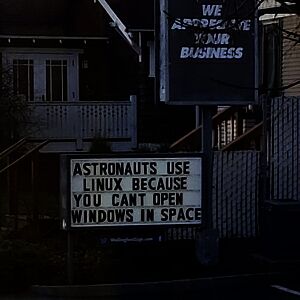 WE
APPRECIATE
YOUR
BUSINESS
ASTRONAUTS USE
LINUX BECAUSE
YOU CANT OPEN
WINDOWS IN SPACE